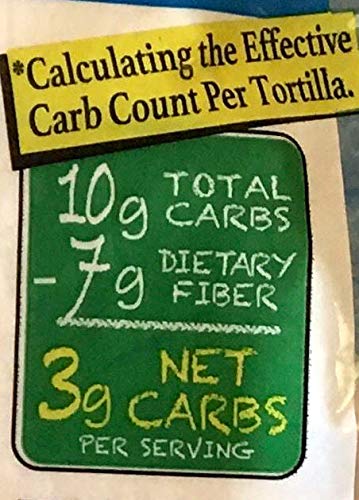 *Calculating the Effective
Carb Count Per Tortilla.
10g TOTAL
CARBS
-7g DIETARY
FIBER
3g NET
CARBS
PER SERVING